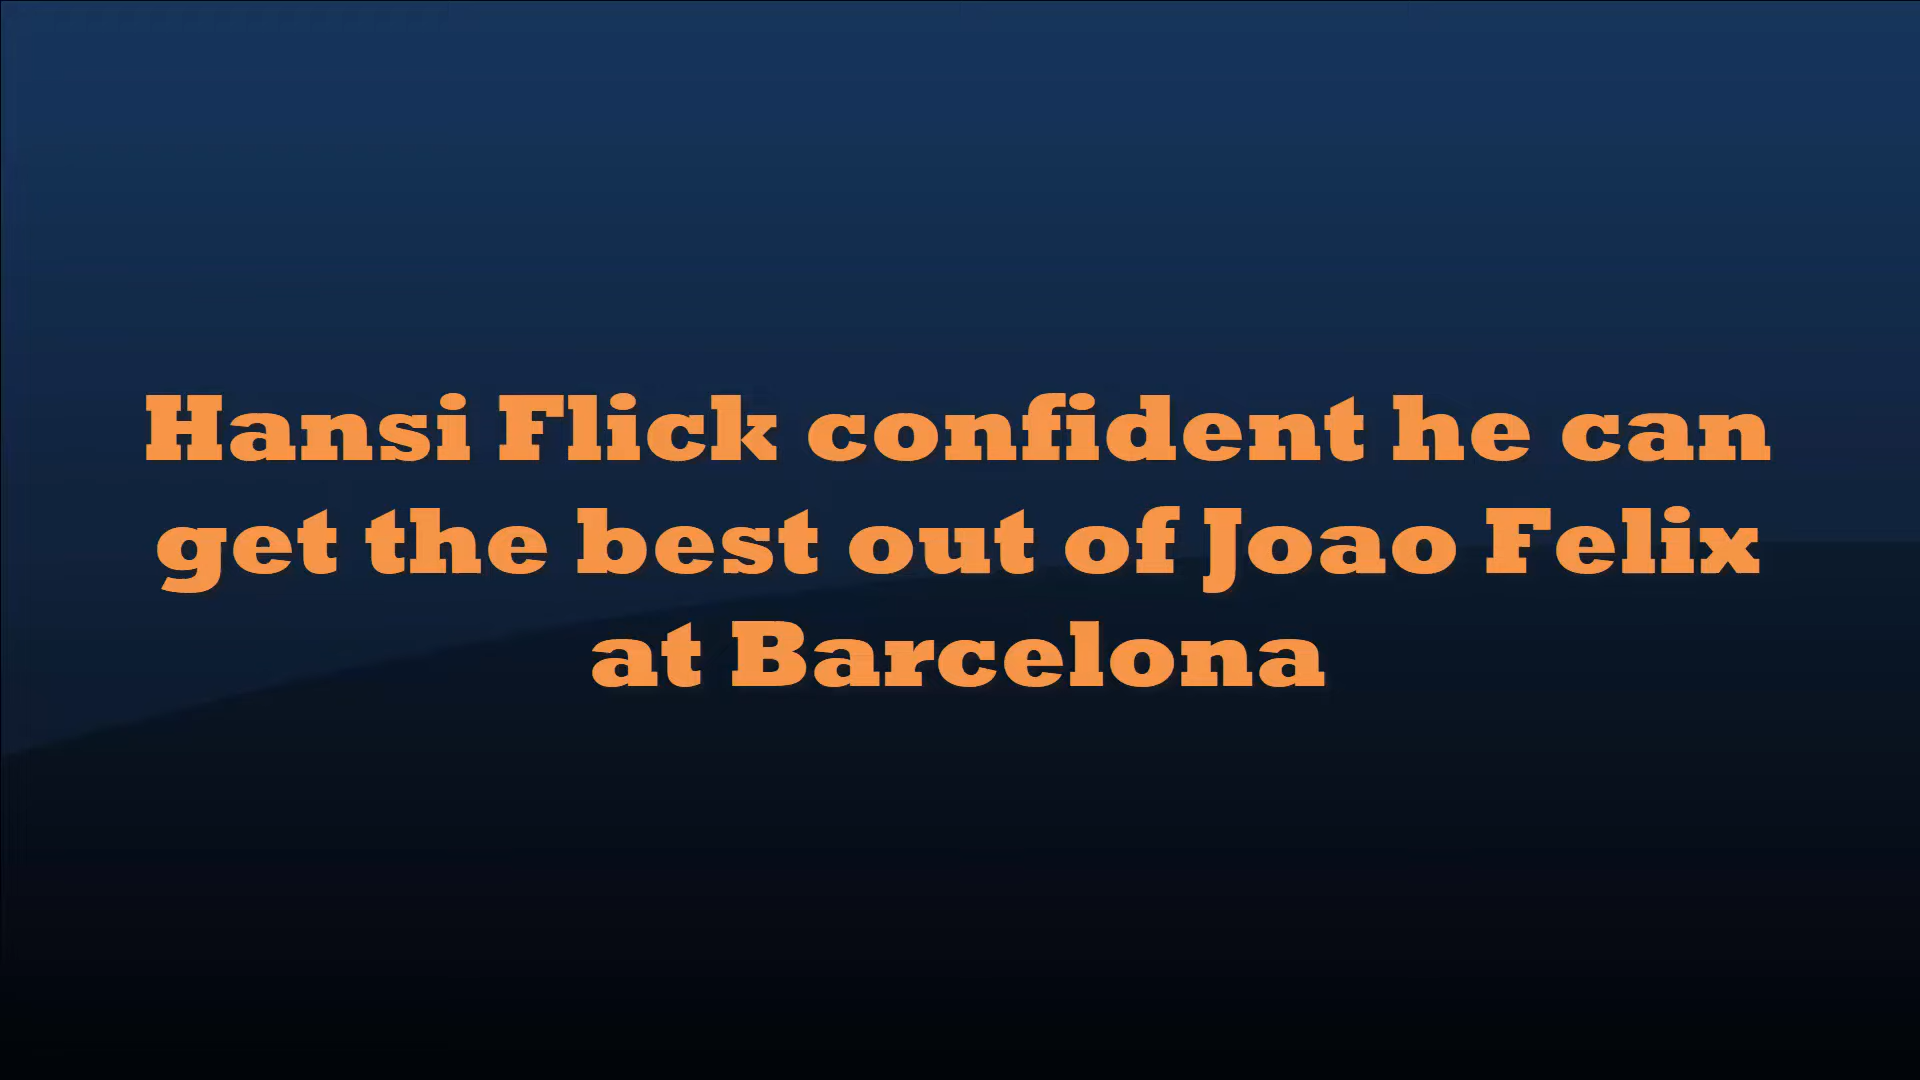 Hansi Flick confident he can
get the best out of Joao Felix
at Barcelona